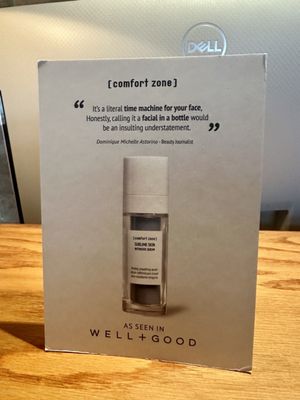 DELL
[ comfort zone ]
“ It's a literal time machine for your face,
Honestly, calling it a facial in a bottle would
be an insulting understatement. ”
Dominique Michelle Astorino - Beauty Journalist
[ comfort zone ]
SUBLIME SKIN
INTENSIVE SERUM
AS SEEN IN
WELL+GOOD